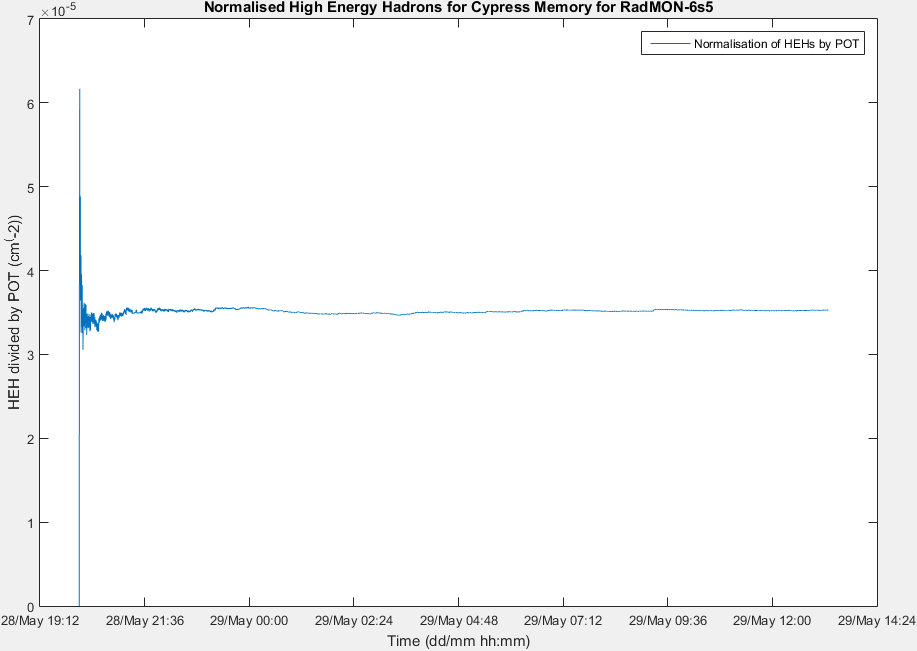 Normalised High Energy Hadrons for Cypress Memory for RadMON-6s5
×10-5
Normalisation of HEHs by POT
7
6
5
4
3
2
1
0
HEH divided by POT (cm(-2))
28/May 19:12 28/May 21:36 29/May 00:00 29/May 02:24 29/May 04:48 29/May 07:12 29/May 09:36 29/May 12:00 29/May 14:24
Time (dd/mm hh:mm)